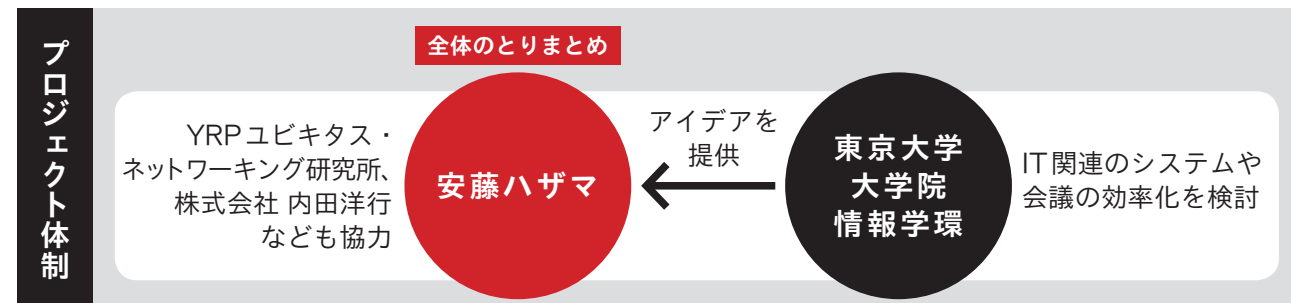 プロジェクト体制
全体のとりまとめ
YRPユビキタス・
ネットワーキング研究所、
株式会社 内田洋行
なども協力
安藤ハザマ
アイデアを
提供
東京大学
大学院
情報学環
IT関連のシステムや
会議の効率化を検討